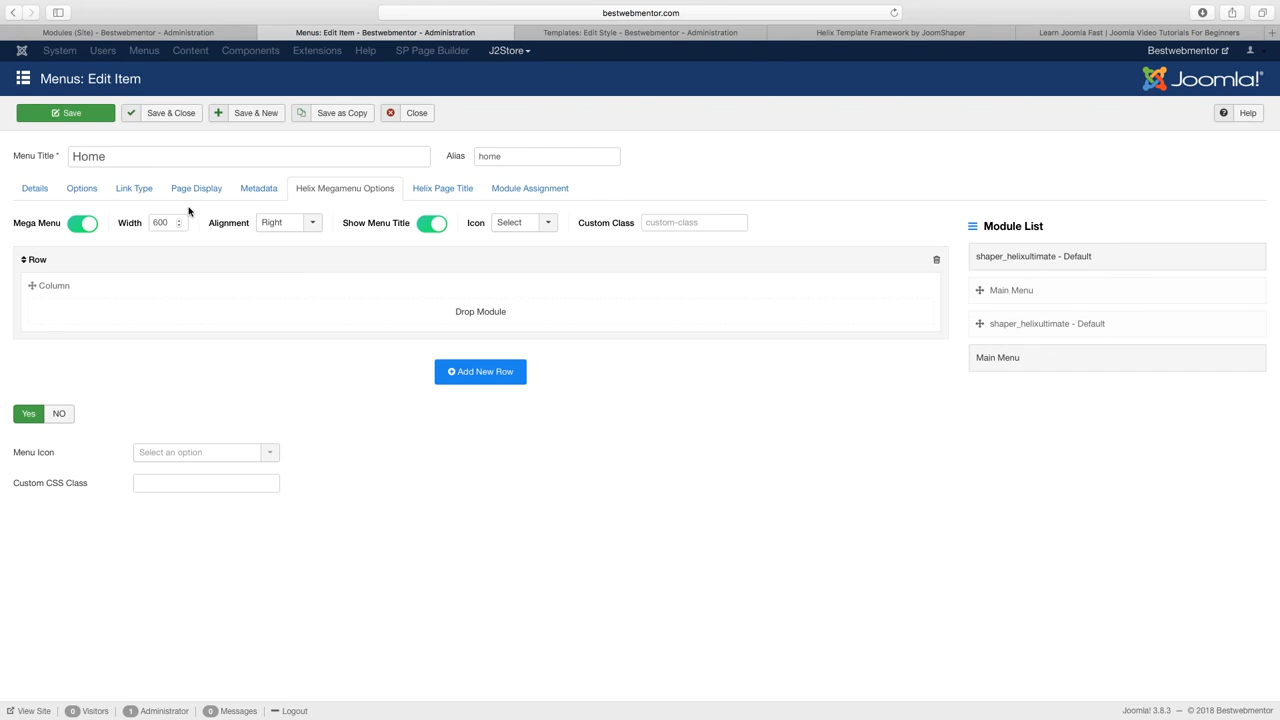 bestwebmentor.com
Modules (Site) - Bestwebmentor - Administration
Menus: Edit Item - Bestwebmentor - Administration
Templates: Edit Style - Bestwebmentor - Administration
Helix Template Framework by JoomShaper
Learn Joomla Fast | Joomla Video Tutorials For Beginners
System Users Menus Content Components Extensions Help SP Page Builder J2Store Bestwebmentor
Menus: Edit Item Joomla!
Save Save & Close Save & New Save as Copy Close Help
Menu Title * Home Alias home
Details Options Link Type Page Display Metadata Helix Megamenu Options Helix Page Title Module Assignment
Mega Menu Width 600 Alignment Right Show Menu Title Icon Select Custom Class custom-class
Module List
Row
shaper_helixultimate - Default
Column
Main Menu
Drop Module
shaper_helixultimate - Default
Main Menu
Add New Row
Yes NO
Menu Icon Select an option
Custom CSS Class
View Site 0 Visitors 1 Administrator 0 Messages Logout
Joomla! 3.8.3 — © 2018 Bestwebmentor